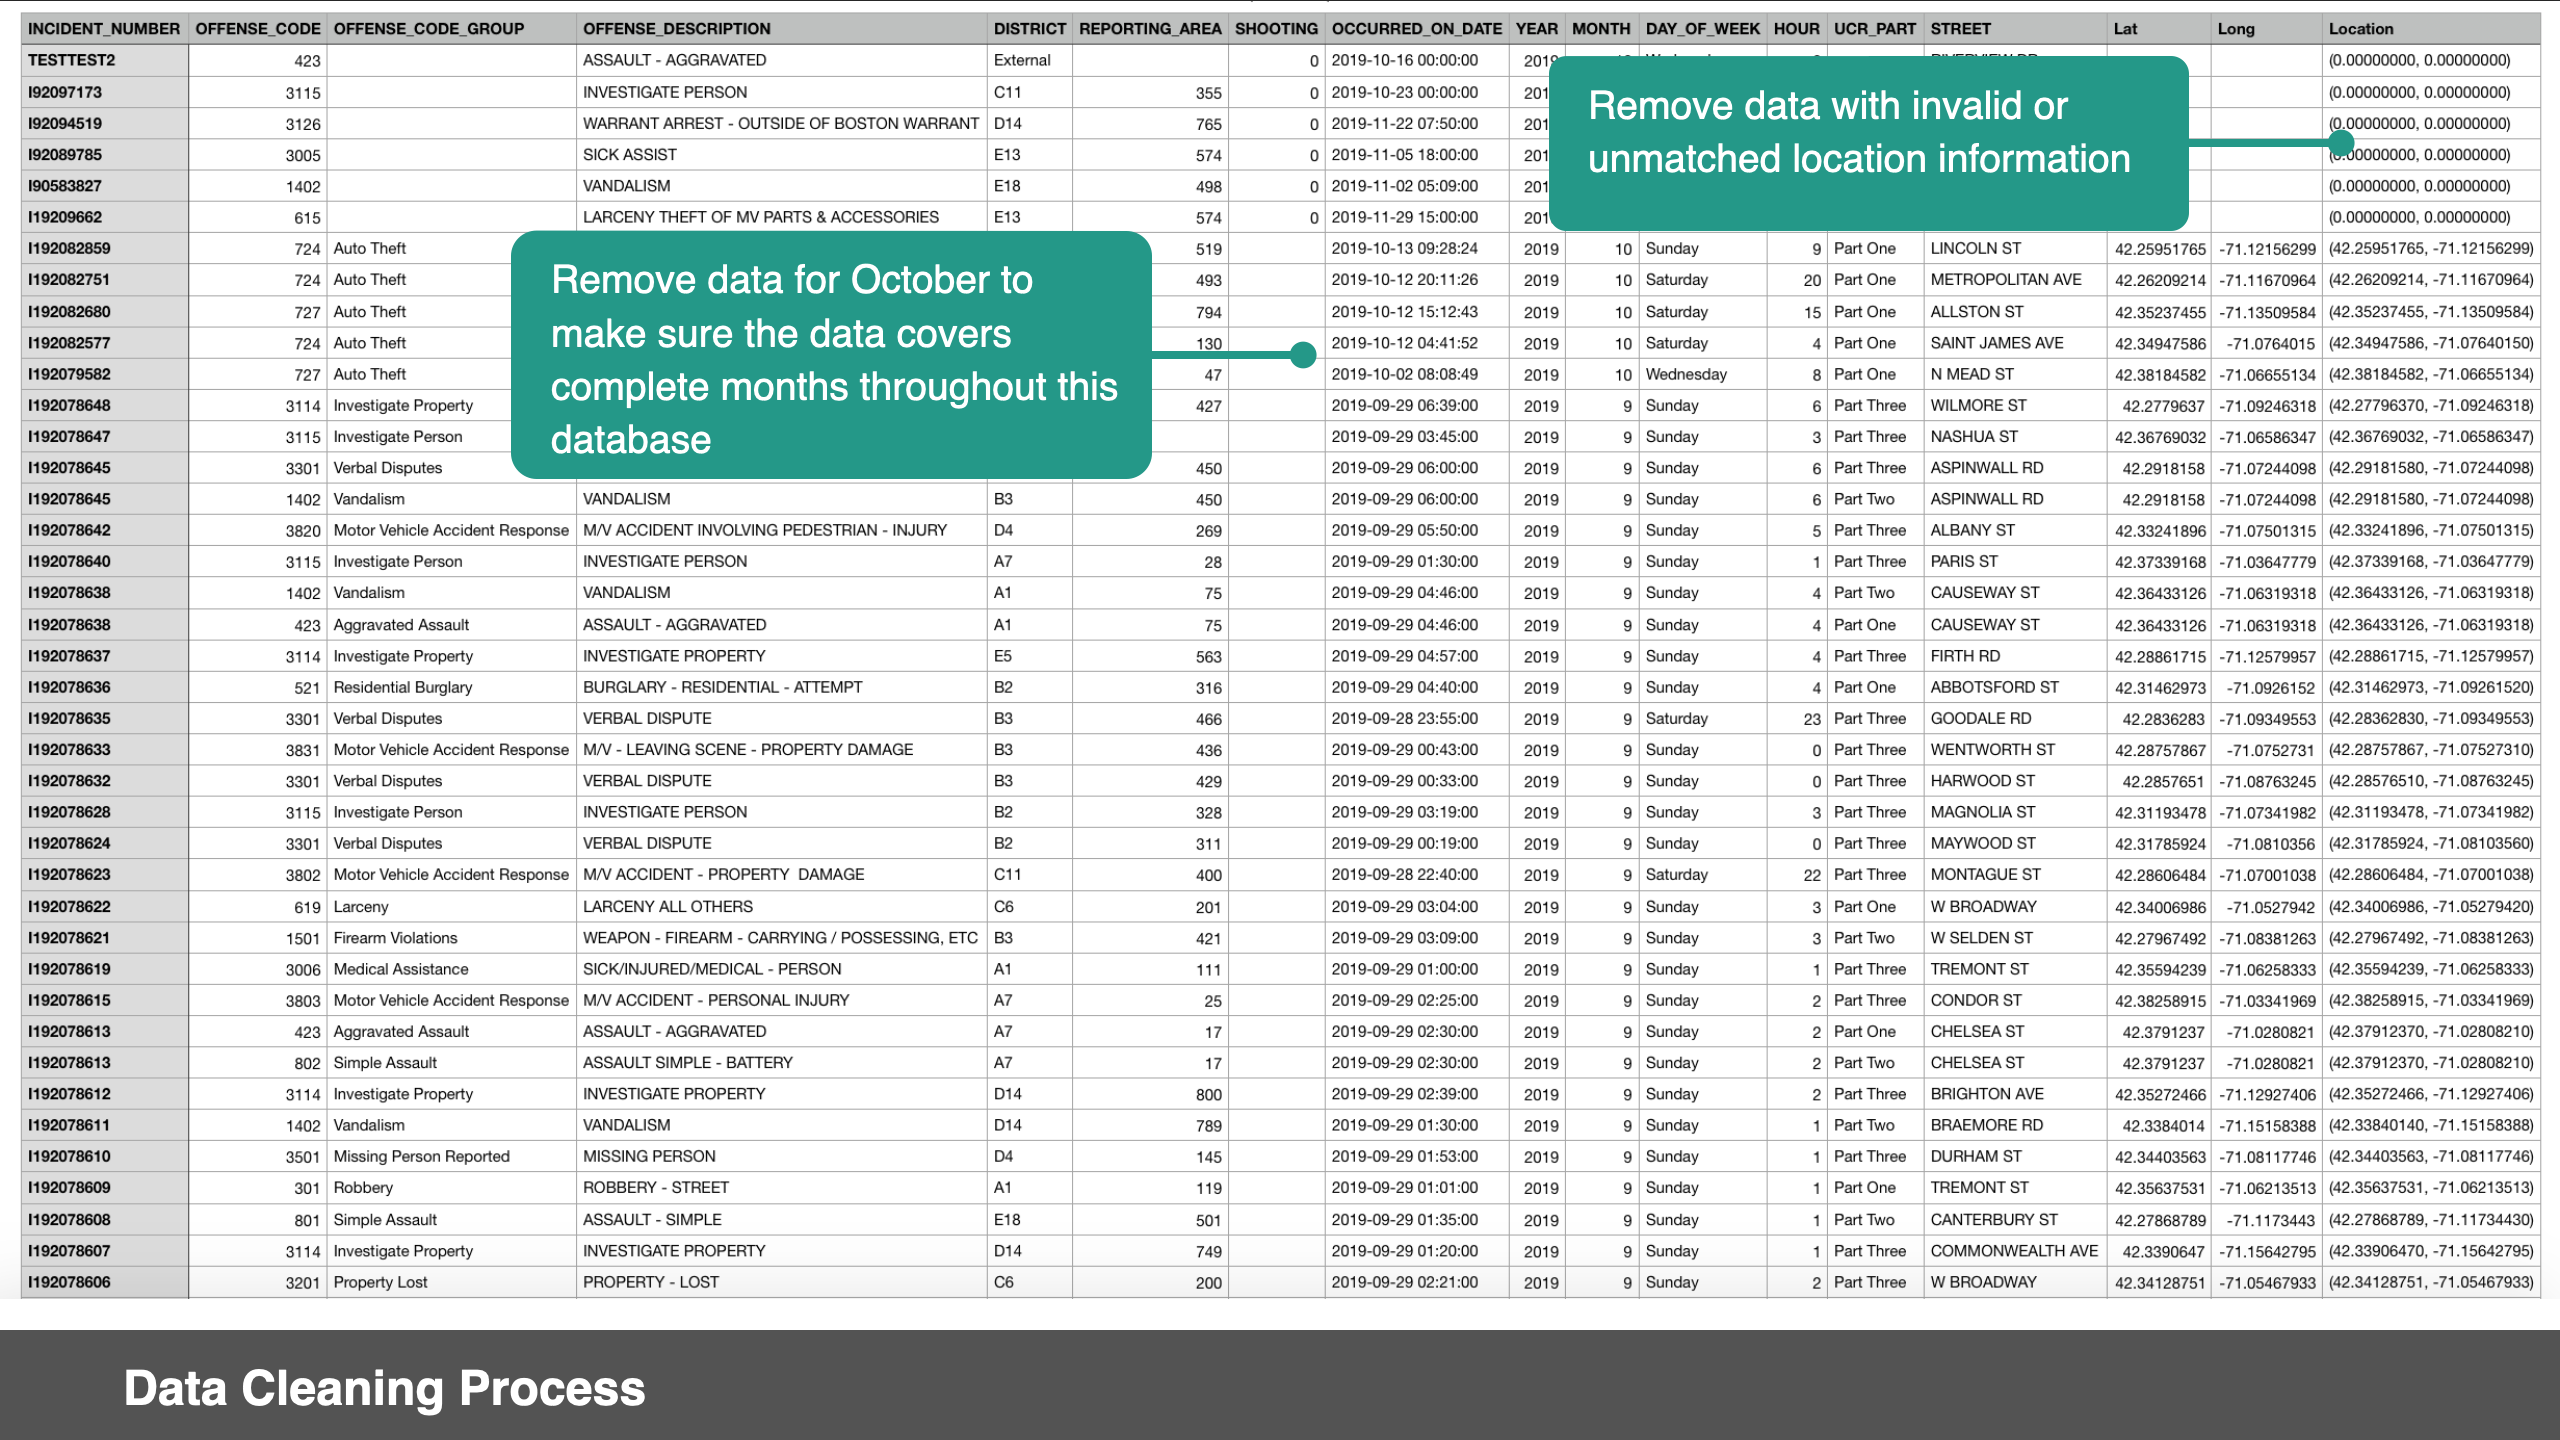 INCIDENT_NUMBER OFFENSE_CODE OFFENSE_CODE_GROUP OFFENSE_DESCRIPTION DISTRICT REPORTING_AREA SHOOTING OCCURRED_ON_DATE YEAR MONTH DAY_OF_WEEK HOUR UCR_PART STREET Lat Long Location
TESTTEST2 423 ASSAULT - AGGRAVATED External 0 2019-10-16 00:00:00 (0.00000000, 0.00000000)
I92097173 3115 INVESTIGATE PERSON C11 355 0 2019-10-23 00:00:00 (0.00000000, 0.00000000)
I92094519 3126 WARRANT ARREST - OUTSIDE OF BOSTON WARRANT D14 765 0 2019-11-22 07:50:00 (0.00000000, 0.00000000)
I92089785 3005 SICK ASSIST E13 574 0 2019-11-05 18:00:00 (0.00000000, 0.00000000)
I90583827 1402 VANDALISM E18 498 0 2019-11-02 05:09:00 (0.00000000, 0.00000000)
I19209662 615 LARCENY THEFT OF MV PARTS & ACCESSORIES E13 574 0 2019-11-29 15:00:00 (0.00000000, 0.00000000)
Remove data with invalid or
unmatched location information
I192082859 724 Auto Theft 519 2019-10-13 09:28:24 2019 10 Sunday 9 Part One LINCOLN ST 42.25951765 -71.12156299 (42.25951765, -71.12156299)
I192082751 724 Auto Theft 493 2019-10-12 20:11:26 2019 10 Saturday 20 Part One METROPOLITAN AVE 42.26209214 -71.11670964 (42.26209214, -71.11670964)
I192082680 727 Auto Theft 794 2019-10-12 15:12:43 2019 10 Saturday 15 Part One ALLSTON ST 42.35237455 -71.13509584 (42.35237455, -71.13509584)
I192082577 724 Auto Theft 130 2019-10-12 04:41:52 2019 10 Saturday 4 Part One SAINT JAMES AVE 42.34947586 -71.0764015 (42.34947586, -71.07640150)
I192079582 727 Auto Theft 47 2019-10-02 08:08:49 2019 10 Wednesday 8 Part One N MEAD ST 42.38184582 -71.06655134 (42.38184582, -71.06655134)
I192078648 3114 Investigate Property 427 2019-09-29 06:39:00 2019 9 Sunday 6 Part Three WILMORE ST 42.2779637 -71.09246318 (42.27796370, -71.09246318)
I192078647 3115 Investigate Person 2019-09-29 03:45:00 2019 9 Sunday 3 Part Three NASHUA ST 42.36769032 -71.06586347 (42.36769032, -71.06586347)
I192078645 3301 Verbal Disputes 450 2019-09-29 06:00:00 2019 9 Sunday 6 Part Three ASPINWALL RD 42.2918158 -71.07244098 (42.29181580, -71.07244098)
Remove data for October to
make sure the data covers
complete months throughout this
database
I192078645 1402 Vandalism VANDALISM B3 450 2019-09-29 06:00:00 2019 9 Sunday 6 Part Two ASPINWALL RD 42.2918158 -71.07244098 (42.29181580, -71.07244098)
I192078642 3820 Motor Vehicle Accident Response M/V ACCIDENT INVOLVING PEDESTRIAN - INJURY D4 269 2019-09-29 05:50:00 2019 9 Sunday 5 Part Three ALBANY ST 42.33241896 -71.07501315 (42.33241896, -71.07501315)
I192078640 3115 Investigate Person INVESTIGATE PERSON A7 28 2019-09-29 01:30:00 2019 9 Sunday 1 Part Three PARIS ST 42.37339168 -71.03647779 (42.37339168, -71.03647779)
I192078638 1402 Vandalism VANDALISM A1 75 2019-09-29 04:46:00 2019 9 Sunday 4 Part Two CAUSEWAY ST 42.36433126 -71.06319318 (42.36433126, -71.06319318)
I192078638 423 Aggravated Assault ASSAULT - AGGRAVATED A1 75 2019-09-29 04:46:00 2019 9 Sunday 4 Part One CAUSEWAY ST 42.36433126 -71.06319318 (42.36433126, -71.06319318)
I192078637 3114 Investigate Property INVESTIGATE PROPERTY E5 563 2019-09-29 04:57:00 2019 9 Sunday 4 Part Three FIRTH RD 42.28861715 -71.12579957 (42.28861715, -71.12579957)
I192078636 521 Residential Burglary BURGLARY - RESIDENTIAL - ATTEMPT B2 316 2019-09-29 04:40:00 2019 9 Sunday 4 Part One ABBOTSFORD ST 42.31462973 -71.0926152 (42.31462973, -71.09261520)
I192078635 3301 Verbal Disputes VERBAL DISPUTE B3 466 2019-09-28 23:55:00 2019 9 Saturday 23 Part Three GOODALE RD 42.2836283 -71.09349553 (42.28362830, -71.09349553)
I192078633 3831 Motor Vehicle Accident Response M/V - LEAVING SCENE - PROPERTY DAMAGE B3 436 2019-09-29 00:43:00 2019 9 Sunday 0 Part Three WENTWORTH ST 42.28757867 -71.0752731 (42.28757867, -71.07527310)
I192078632 3301 Verbal Disputes VERBAL DISPUTE B3 429 2019-09-29 00:33:00 2019 9 Sunday 0 Part Three HARWOOD ST 42.2857651 -71.08763245 (42.28576510, -71.08763245)
I192078628 3115 Investigate Person INVESTIGATE PERSON B2 328 2019-09-29 03:19:00 2019 9 Sunday 3 Part Three MAGNOLIA ST 42.31193478 -71.07341982 (42.31193478, -71.07341982)
I192078624 3301 Verbal Disputes VERBAL DISPUTE B2 311 2019-09-29 00:19:00 2019 9 Sunday 0 Part Three MAYWOOD ST 42.31785924 -71.0810356 (42.31785924, -71.08103560)
I192078623 3802 Motor Vehicle Accident Response M/V ACCIDENT - PROPERTY  DAMAGE C11 400 2019-09-28 22:40:00 2019 9 Saturday 22 Part Three MONTAGUE ST 42.28606484 -71.07001038 (42.28606484, -71.07001038)
I192078622 619 Larceny LARCENY ALL OTHERS C6 201 2019-09-29 03:04:00 2019 9 Sunday 3 Part One W BROADWAY 42.34006986 -71.0527942 (42.34006986, -71.05279420)
I192078621 1501 Firearm Violations WEAPON - FIREARM - CARRYING / POSSESSING, ETC B3 421 2019-09-29 03:09:00 2019 9 Sunday 3 Part Two W SELDEN ST 42.27967492 -71.08381263 (42.27967492, -71.08381263)
I192078619 3006 Medical Assistance SICK/INJURED/MEDICAL - PERSON A1 111 2019-09-29 01:00:00 2019 9 Sunday 1 Part Three TREMONT ST 42.35594239 -71.06258333 (42.35594239, -71.06258333)
I192078615 3803 Motor Vehicle Accident Response M/V ACCIDENT - PERSONAL INJURY A7 25 2019-09-29 02:25:00 2019 9 Sunday 2 Part Three CONDOR ST 42.38258915 -71.03341969 (42.38258915, -71.03341969)
I192078613 423 Aggravated Assault ASSAULT - AGGRAVATED A7 17 2019-09-29 02:30:00 2019 9 Sunday 2 Part One CHELSEA ST 42.3791237 -71.0280821 (42.37912370, -71.02808210)
I192078613 802 Simple Assault ASSAULT SIMPLE - BATTERY A7 17 2019-09-29 02:30:00 2019 9 Sunday 2 Part Two CHELSEA ST 42.3791237 -71.0280821 (42.37912370, -71.02808210)
I192078612 3114 Investigate Property INVESTIGATE PROPERTY D14 800 2019-09-29 02:39:00 2019 9 Sunday 2 Part Three BRIGHTON AVE 42.35272466 -71.12927406 (42.35272466, -71.12927406)
I192078611 1402 Vandalism VANDALISM D14 789 2019-09-29 01:30:00 2019 9 Sunday 1 Part Two BRAEMORE RD 42.3384014 -71.15158388 (42.33840140, -71.15158388)
I192078610 3501 Missing Person Reported MISSING PERSON D4 145 2019-09-29 01:53:00 2019 9 Sunday 1 Part Three DURHAM ST 42.34403563 -71.08117746 (42.34403563, -71.08117746)
I192078609 301 Robbery ROBBERY - STREET A1 119 2019-09-29 01:01:00 2019 9 Sunday 1 Part One TREMONT ST 42.35637531 -71.06213513 (42.35637531, -71.06213513)
I192078608 801 Simple Assault ASSAULT - SIMPLE E18 501 2019-09-29 01:35:00 2019 9 Sunday 1 Part Two CANTERBURY ST 42.27868789 -71.1173443 (42.27868789, -71.11734430)
I192078607 3114 Investigate Property INVESTIGATE PROPERTY D14 749 2019-09-29 01:20:00 2019 9 Sunday 1 Part Three COMMONWEALTH AVE 42.3390647 -71.15642795 (42.33906470, -71.15642795)
I192078606 3201 Property Lost PROPERTY - LOST C6 200 2019-09-29 02:21:00 2019 9 Sunday 2 Part Three W BROADWAY 42.34128751 -71.05467933 (42.34128751, -71.05467933)
Data Cleaning Process